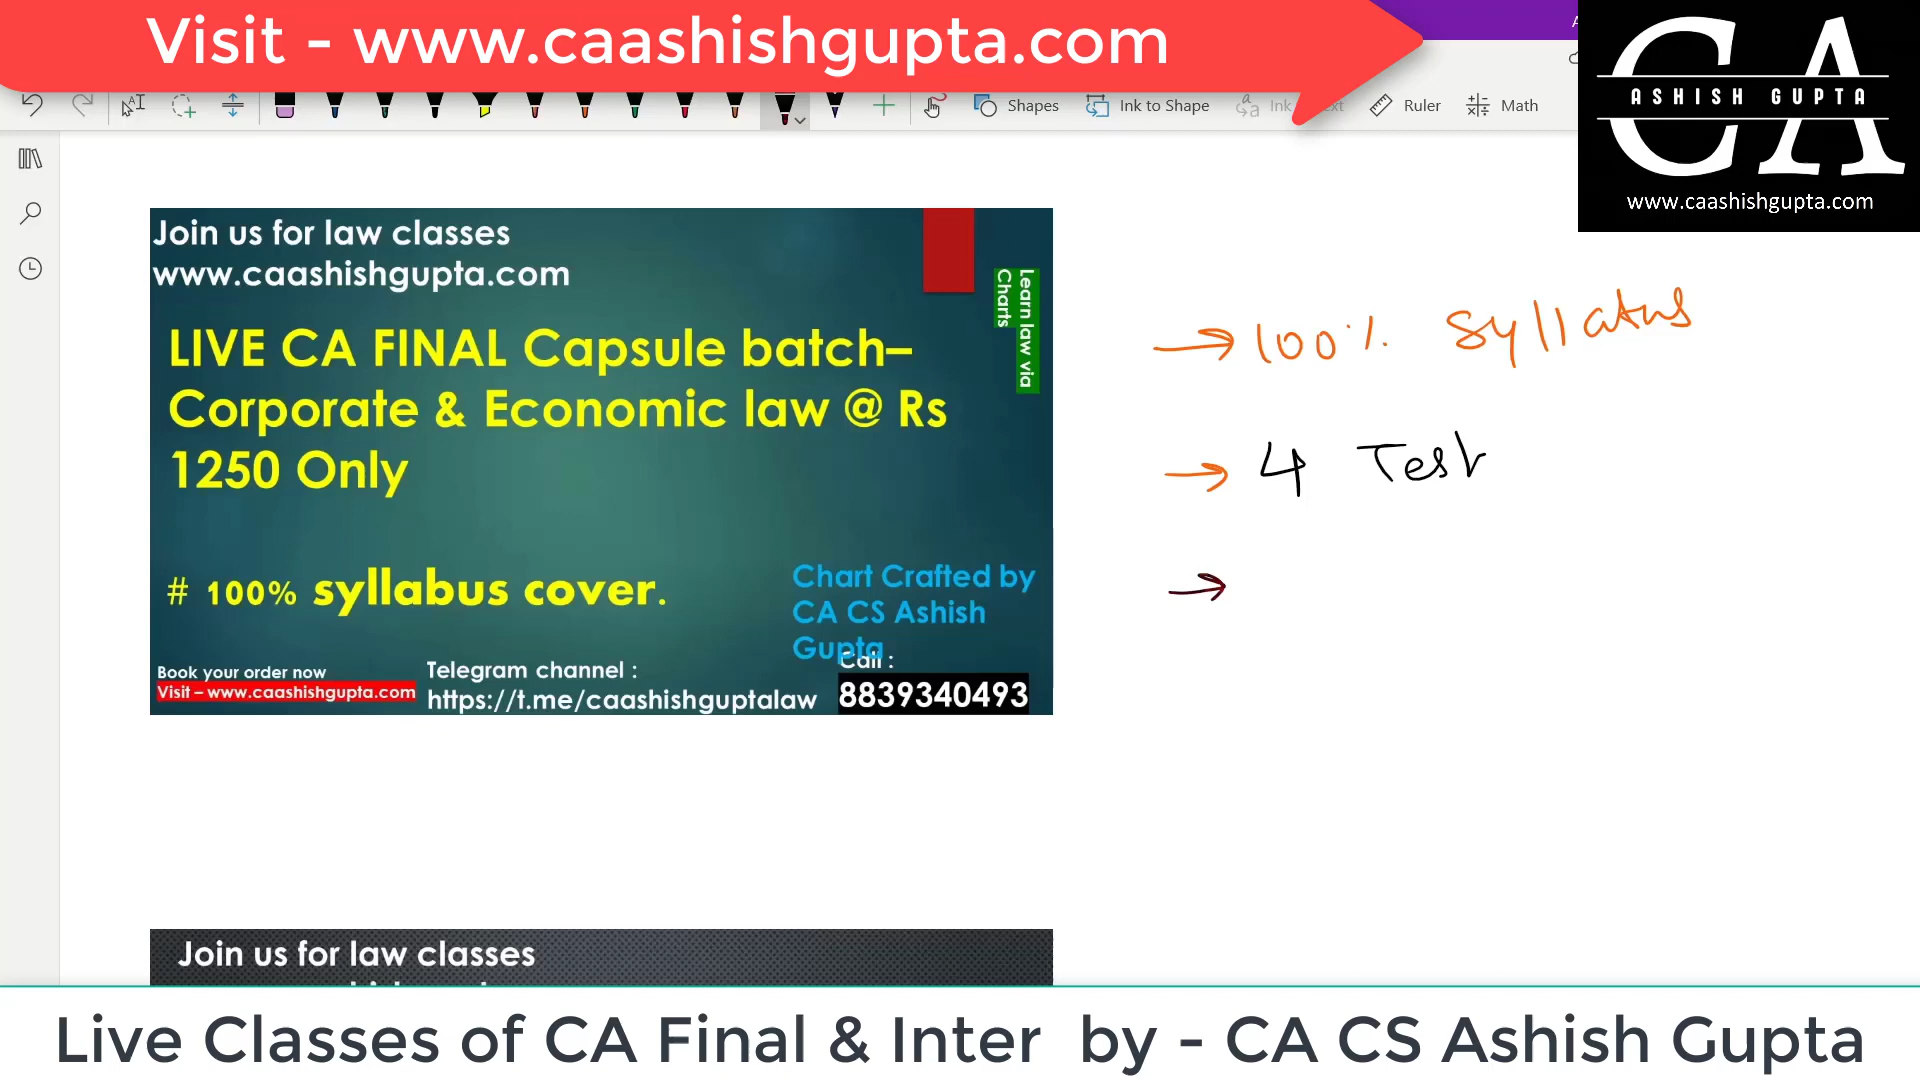 Visit - www.caashishgupta.com
Shapes
Ink to Shape
Ruler
Math
CA
ASHISH GUPTA
www.caashishgupta.com
Join us for law classes
www.caashishgupta.com
Learn law via
Charts
LIVE CA FINAL Capsule batch–
Corporate & Economic law @ Rs
1250 Only
# 100% syllabus cover.
Chart Crafted by
CA CS Ashish
Gupta
Book your order now
Visit – www.caashishgupta.com
Telegram channel :
https://t.me/caashishguptalaw
Call :
8839340493
→ 100% Syllabus
→ 4 Test
→
Join us for law classes
Live Classes of CA Final & Inter by - CA CS Ashish Gupta